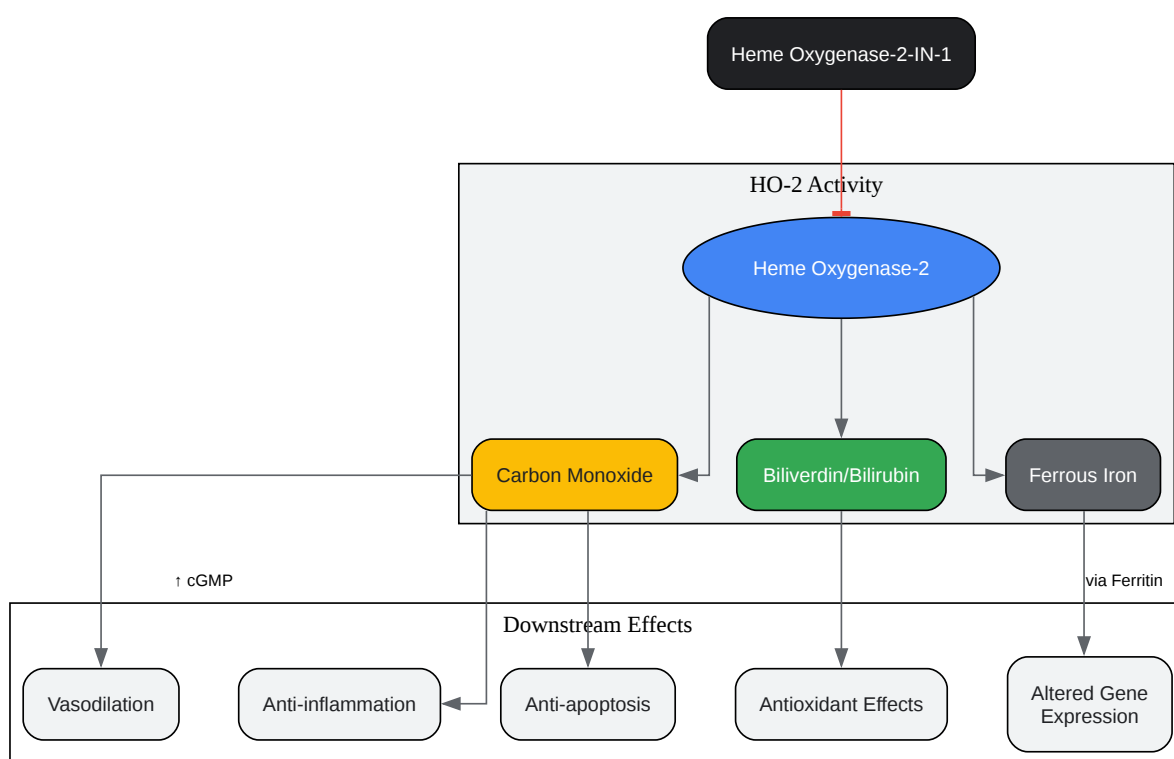 Heme Oxygenase-2-IN-1
HO-2 Activity
Heme Oxygenase-2
Carbon Monoxide
Biliverdin/Bilirubin
Ferrous Iron
↑ cGMP
via Ferritin
Downstream Effects
Vasodilation
Anti-inflammation
Anti-apoptosis
Antioxidant Effects
Altered Gene
Expression